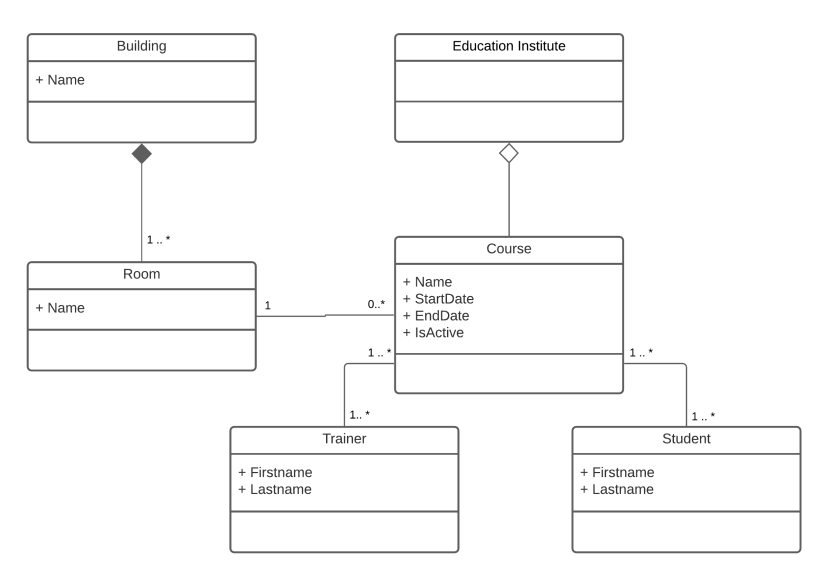 Building
+ Name
Education Institute
1 .. *
Room
+ Name
1
0..*
Course
+ Name
+ StartDate
+ EndDate
+ IsActive
1 .. *
1 .. *
1.. *
1 .. *
Trainer
+ Firstname
+ Lastname
Student
+ Firstname
+ Lastname